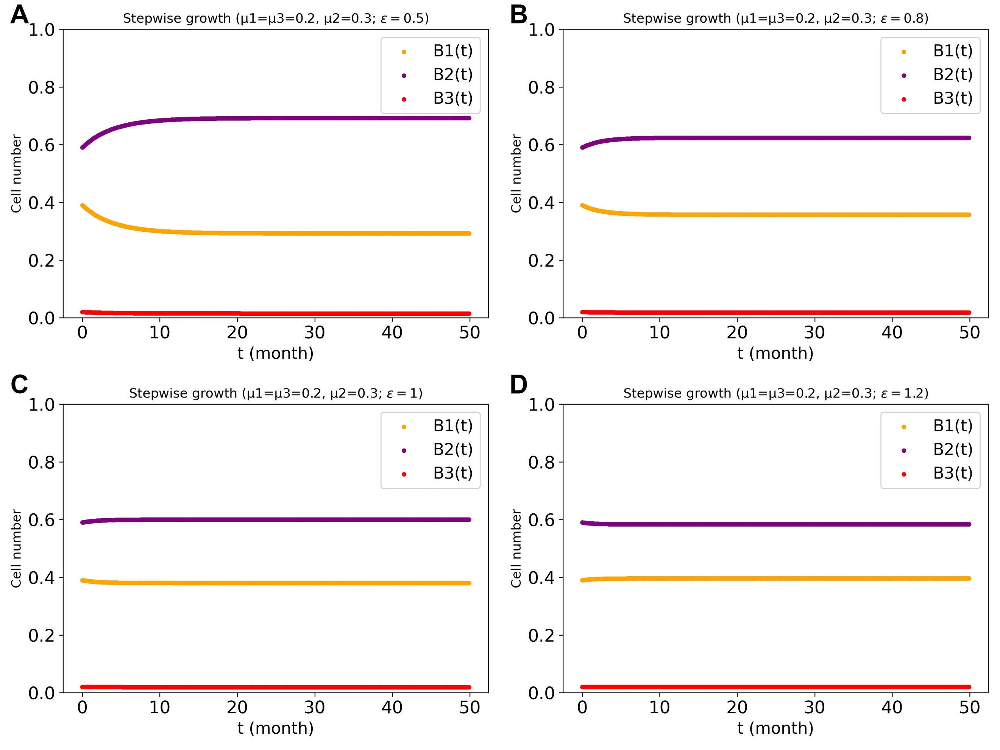 A
Stepwise growth (μ1=μ3=0.2, μ2=0.3; ε = 0.5)
1.0
0.8
0.6
0.4
0.2
0.0
Cell number
B1(t)
B2(t)
B3(t)
0 10 20 30 40 50
t (month)
B
Stepwise growth (μ1=μ3=0.2, μ2=0.3; ε = 0.8)
1.0
0.8
0.6
0.4
0.2
0.0
Cell number
B1(t)
B2(t)
B3(t)
0 10 20 30 40 50
t (month)
C
Stepwise growth (μ1=μ3=0.2, μ2=0.3; ε = 1)
1.0
0.8
0.6
0.4
0.2
0.0
Cell number
B1(t)
B2(t)
B3(t)
0 10 20 30 40 50
t (month)
D
Stepwise growth (μ1=μ3=0.2, μ2=0.3; ε = 1.2)
1.0
0.8
0.6
0.4
0.2
0.0
Cell number
B1(t)
B2(t)
B3(t)
0 10 20 30 40 50
t (month)